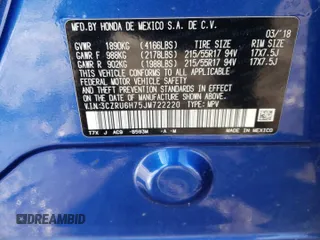 MFD.BY HONDA DE MEXICO S.A. DE C.V.
03/'18
GVWR 1890KG (4166LBS) TIRE SIZE RIM SIZE
GAWR F 988KG (2178LBS) 215/55R17 94V 17X7.5J
GAWR R 902KG (1988LBS) 215/55R17 94V 17X7.5J
THIS VEHICLE CONFORMS TO ALL APPLICABLE
FEDERAL MOTOR VEHICLE SAFETY AND
THEFT PREVENTION STANDARDS IN EFFECT ON
THE DATE OF MANUFACTURE SHOWN ABOVE.
V.I.N:3CZRU6H75JM722220 TYPE:MPV
T7X J AC9 B593M -A -M
MADE IN MEXICO
DREAMBID